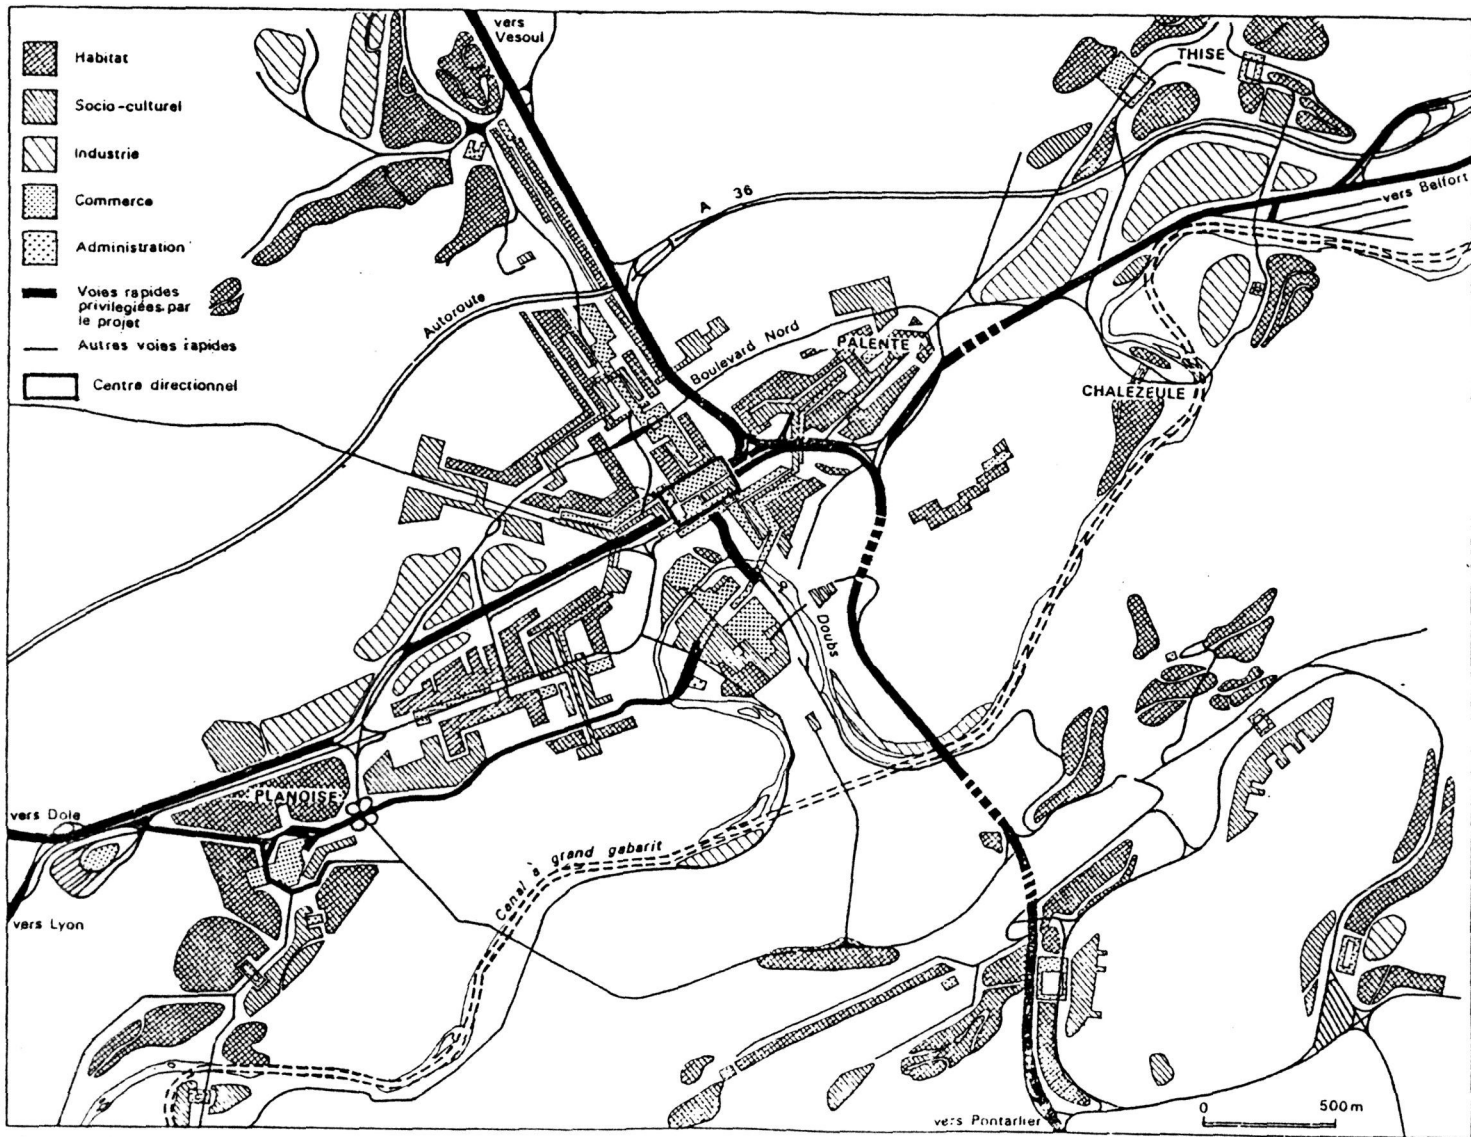 Habitat
Socio-culturel
Industrie
Commerce
Administration
Voies rapides
privilegiées par
le projet
Autres voies rapides
Centre directionnel
vers
Vesoul
THISE
A 36
vers Belfort
Autoroute
Boulevard Nord
PALENTE
CHALEZEULE
Le Doubs
PLANOISE
vers Dole
Canal à grand gabarit
vers Lyon
vers Pontarlier
0 500 m